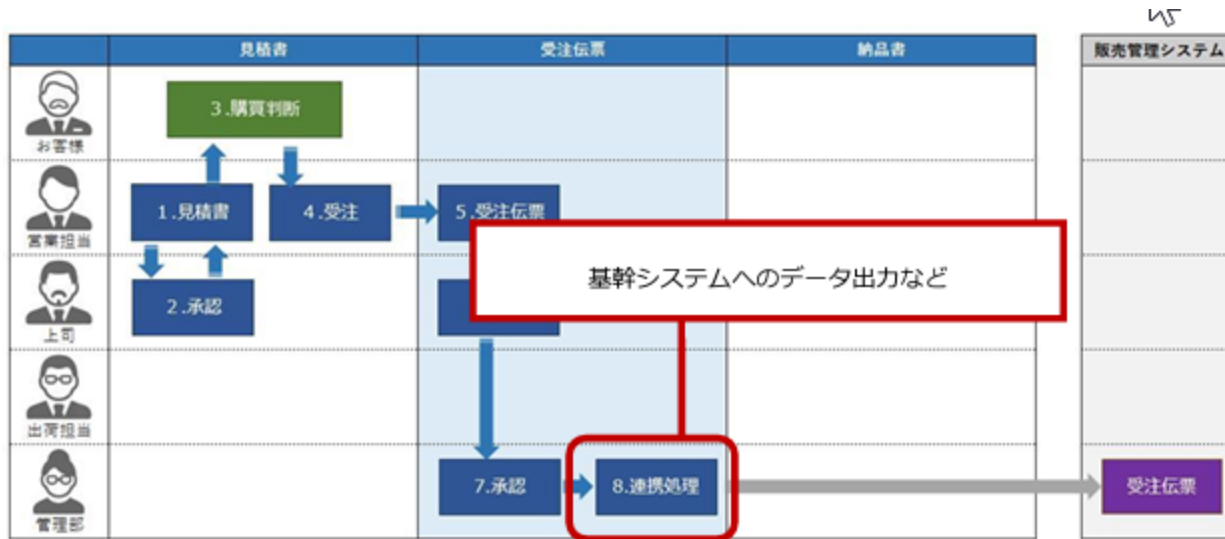 見積書
受注伝票
納品書
販売管理システム
お客様
3.購買判断
営業担当
1.見積書
4.受注
5.受注伝票
基幹システムへのデータ出力など
上司
2.承認
出荷担当
管理部
7.承認
8.連携処理
受注伝票